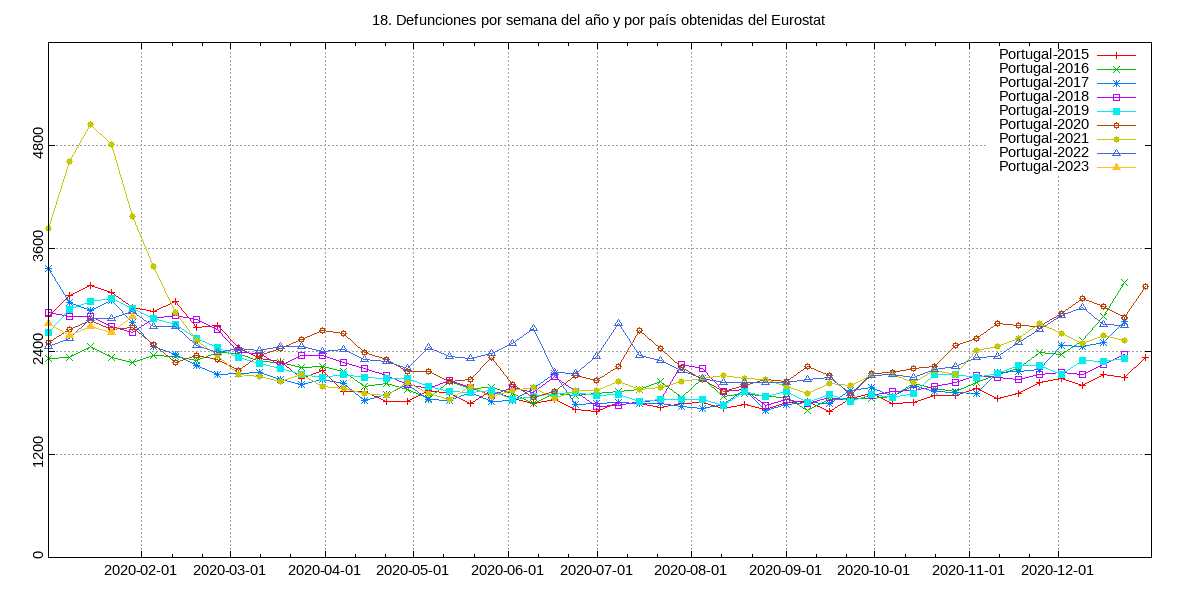 18. Defunciones por semana del año y por país obtenidas del Eurostat
Portugal-2015
Portugal-2016
Portugal-2017
Portugal-2018
Portugal-2019
Portugal-2020
Portugal-2021
Portugal-2022
Portugal-2023
4800
3600
2400
1200
0
2020-02-01 2020-03-01 2020-04-01 2020-05-01 2020-06-01 2020-07-01 2020-08-01 2020-09-01 2020-10-01 2020-11-01 2020-12-01